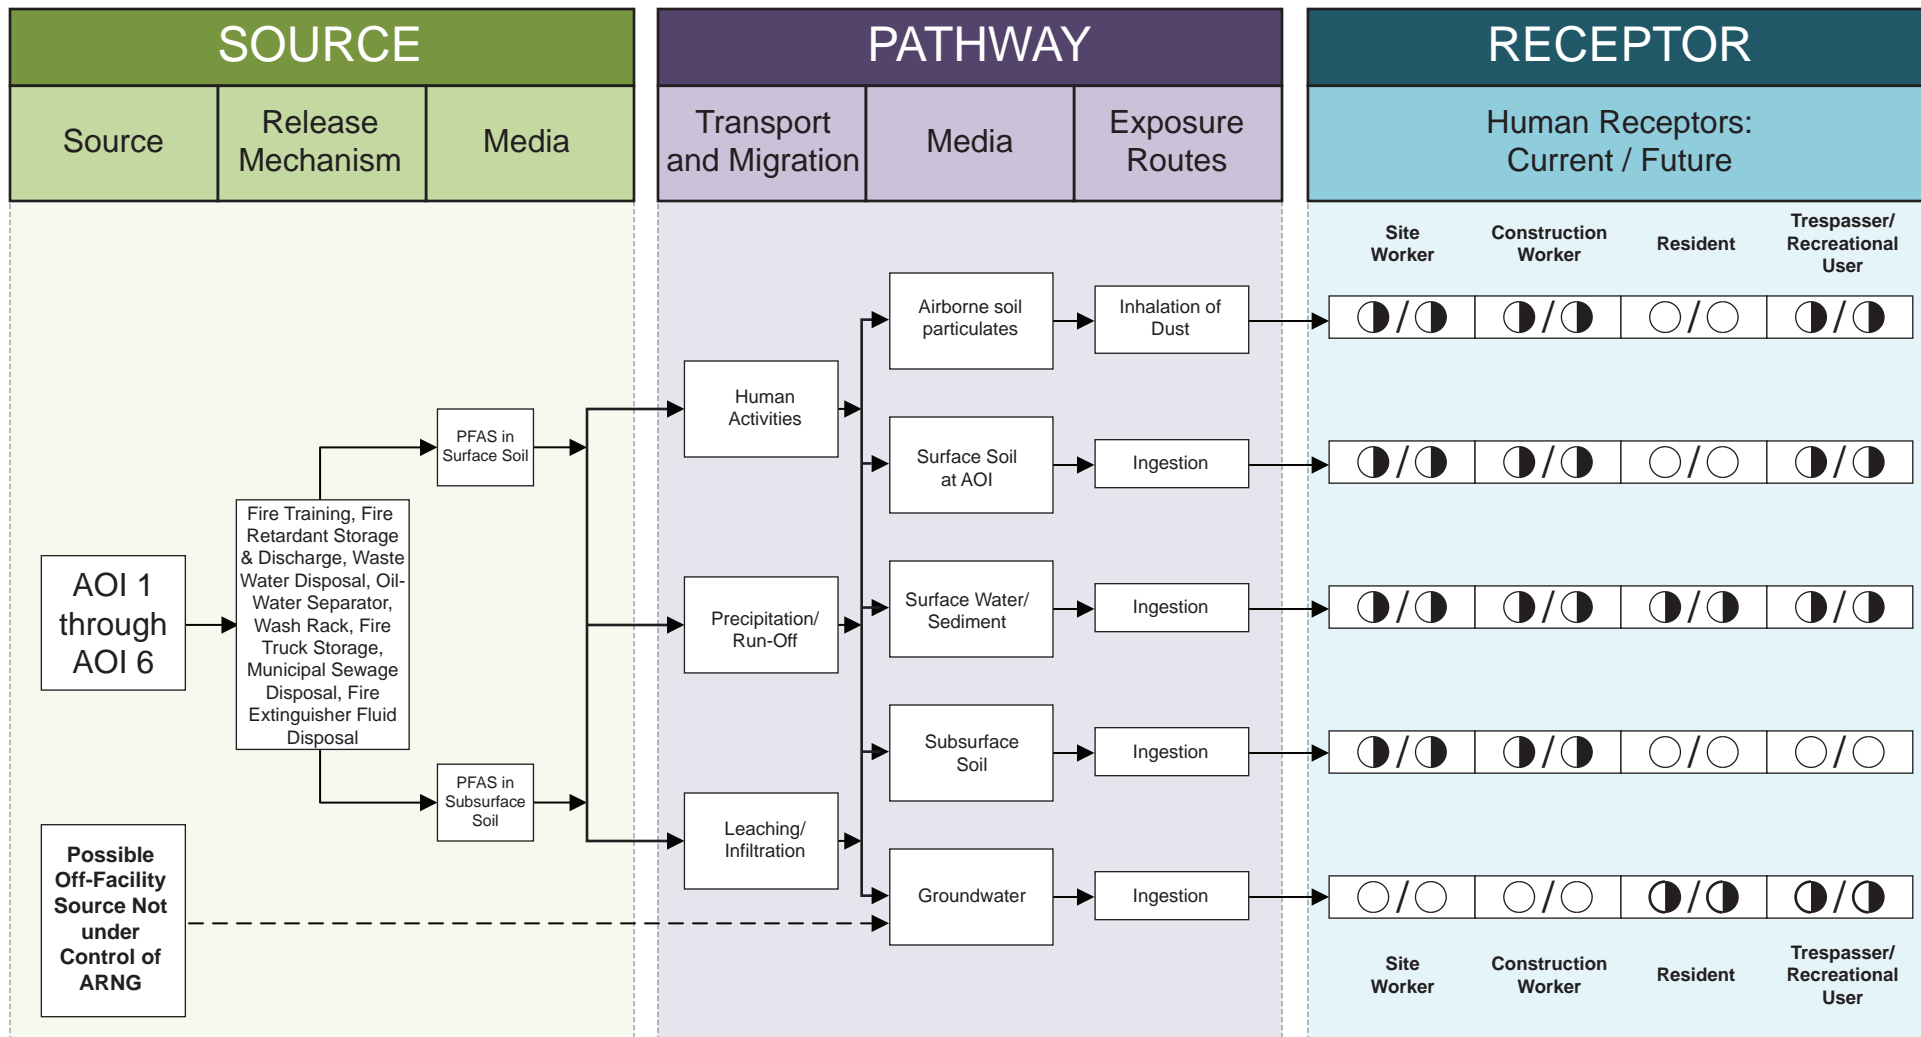 SOURCE
PATHWAY
RECEPTOR
Source
Release
Mechanism
Media
Transport
and Migration
Media
Exposure
Routes
Human Receptors:
Current / Future
Site
Worker
Construction
Worker
Resident
Trespasser/
Recreational
User
Airborne soil
particulates
Inhalation of
Dust
/
/
/
/
Human
Activities
PFAS in
Surface Soil
Surface Soil
at AOI
Ingestion
/
/
/
/
AOI 1
through
AOI 6
Fire Training, Fire
Retardant Storage
& Discharge, Waste
Water Disposal, Oil-
Water Separator,
Wash Rack, Fire
Truck Storage,
Municipal Sewage
Disposal, Fire
Extinguisher Fluid
Disposal
Precipitation/
Run-Off
Surface Water/
Sediment
Ingestion
/
/
/
/
Subsurface
Soil
Ingestion
/
/
/
/
PFAS in
Subsurface
Soil
Leaching/
Infiltration
Possible
Off-Facility
Source Not
under
Control of
ARNG
Groundwater
Ingestion
/
/
/
/
Site
Worker
Construction
Worker
Resident
Trespasser/
Recreational
User